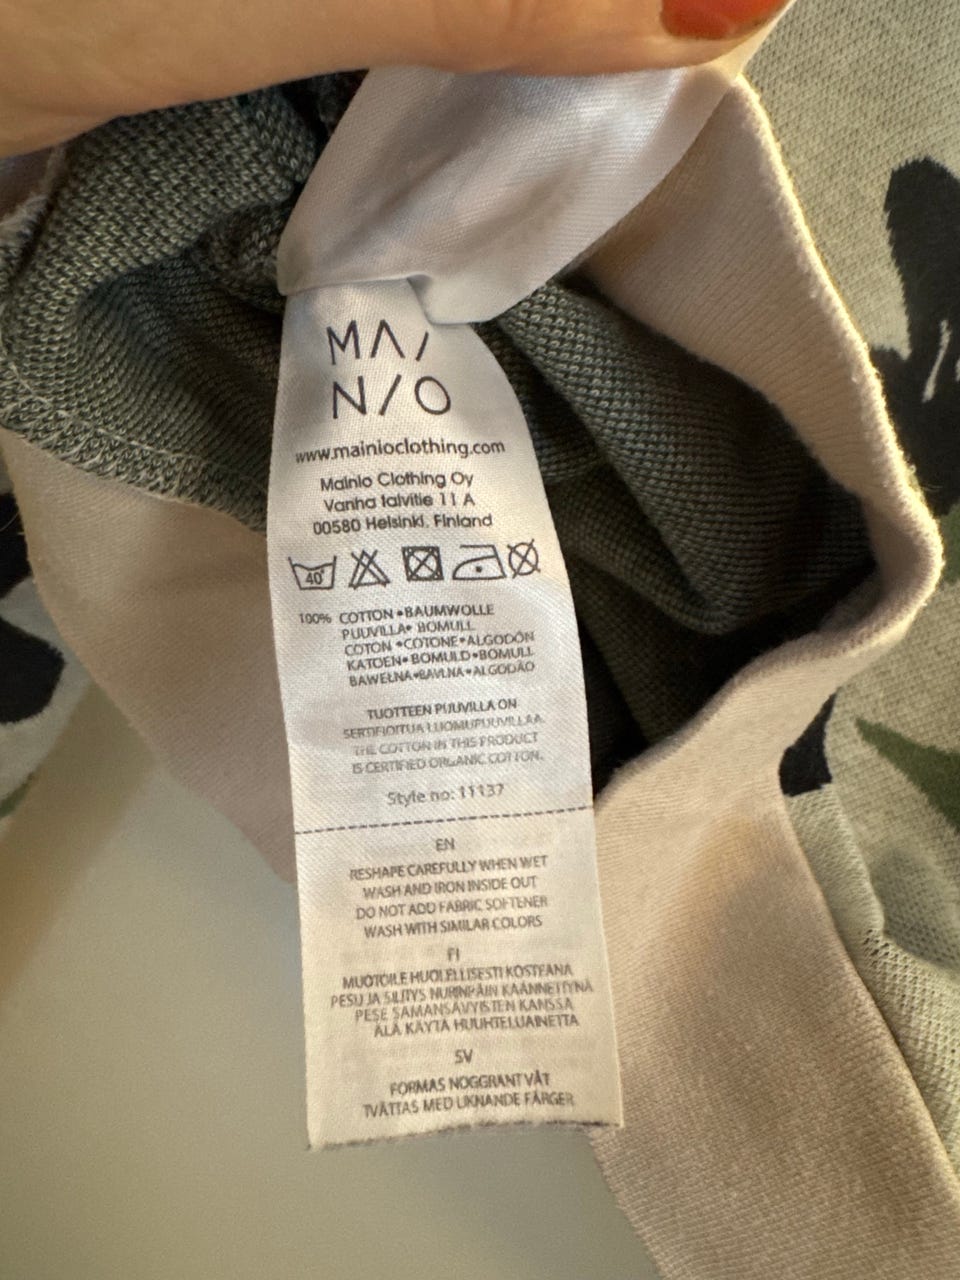 MAI
NIO
www.mainioclothing.com
Mainio Clothing Oy
Vanha talvitie 11 A
00580 Helsinki, Finland
40°
100% COTTON •BAUMWOLLE
PUUVILLA• BOMULL
COTON •COTONE•ALGODÓN
KATOEN•BOMULD•BOMULL
BAWEŁNA•BAVLNA•ALGODÃO
TUOTTEEN PUUVILLA ON
SERTIFIOITUA LUOMUPUUVILLAA.
THE COTTON IN THIS PRODUCT
IS CERTIFIED ORGANIC COTTON.
Style no: 11137
EN
RESHAPE CAREFULLY WHEN WET
WASH AND IRON INSIDE OUT
DO NOT ADD FABRIC SOFTENER
WASH WITH SIMILAR COLORS
FI
MUOTOILE HUOLELLISESTI KOSTEANA
PESU JA SILITYS NURINPÄIN KÄÄNNETTYNÄ
PESE SAMANSÄVYISTEN KANSSA
ÄLÄ KÄYTÄ HUUHTELUAINETTA
SV
FORMAS NOGGRANT VÅT
TVÄTTAS MED LIKNANDE FÄRGER